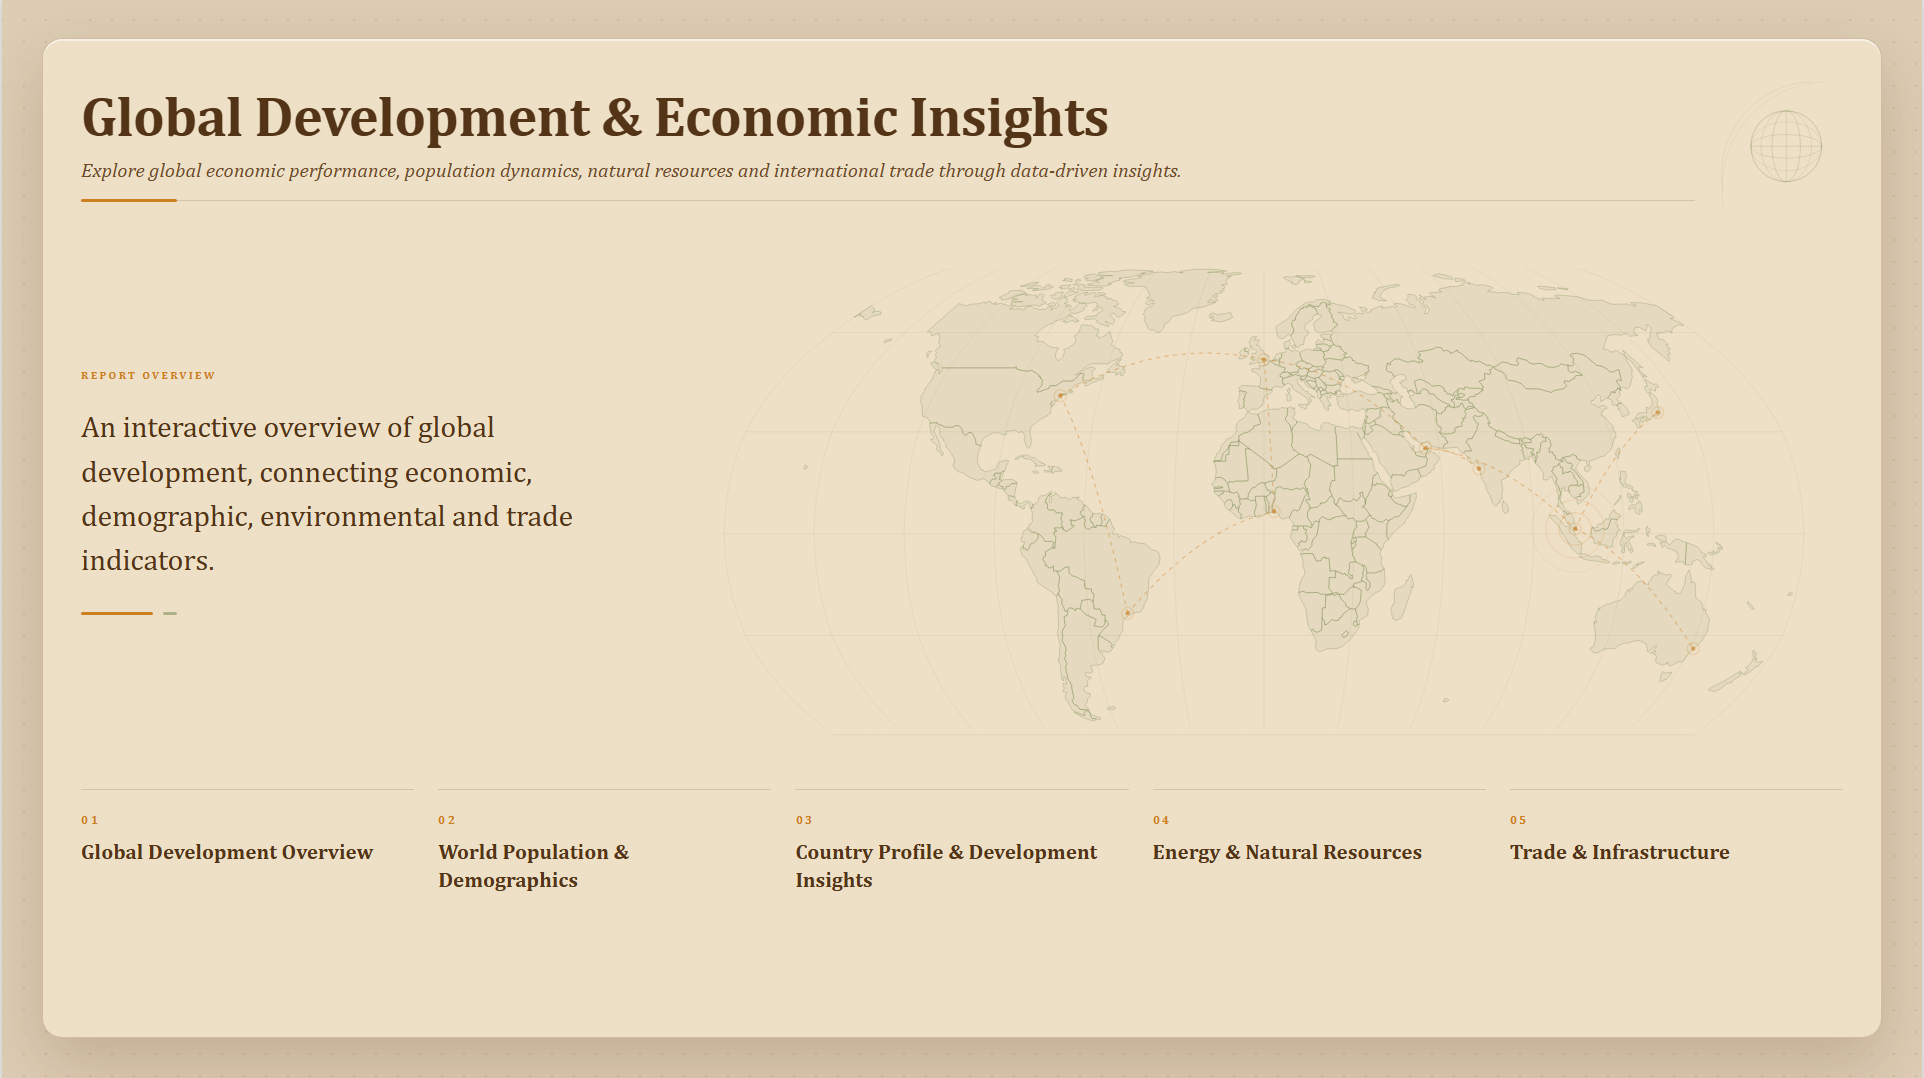 Global Development & Economic Insights
Explore global economic performance, population dynamics, natural resources and international trade through data-driven insights.
REPORT OVERVIEW
An interactive overview of global
development, connecting economic,
demographic, environmental and trade
indicators.
01
Global Development Overview
02
World Population &
Demographics
03
Country Profile & Development
Insights
04
Energy & Natural Resources
05
Trade & Infrastructure